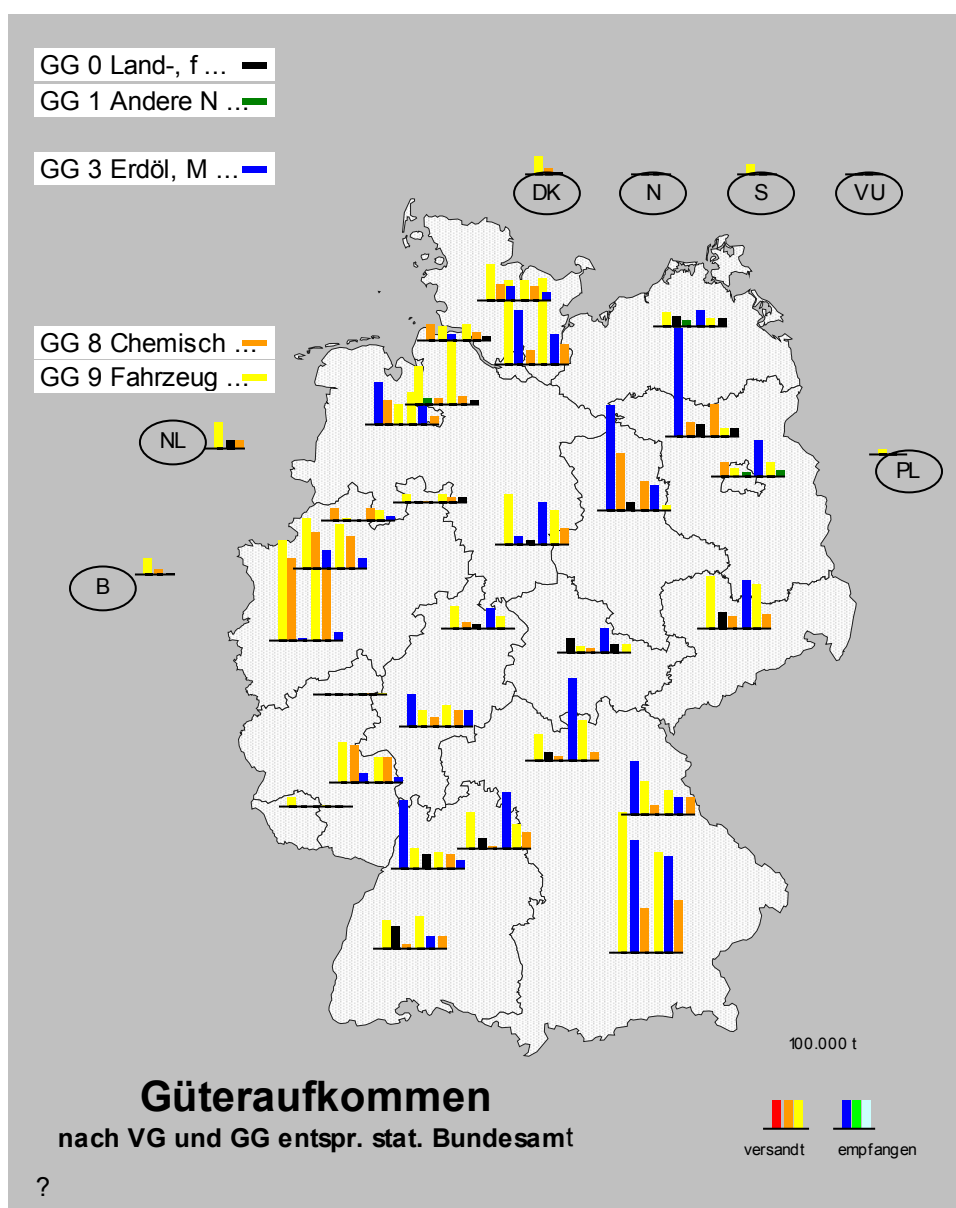 GG 0 Land-, f ...
GG 1 Andere N ...
GG 3 Erdöl, M ...
DK
N
S
VU
GG 8 Chemisch ...
GG 9 Fahrzeug ...
NL
PL
B
100.000 t
Güteraufkommen
nach VG und GG entspr. stat. Bundesamt
versandt
empfangen
?